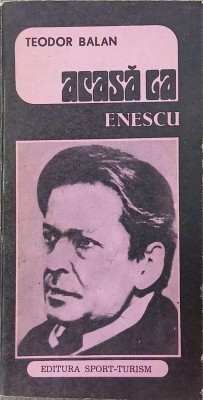 TEODOR BALAN
acasă la
ENESCU
EDITURA SPORT-TURISM